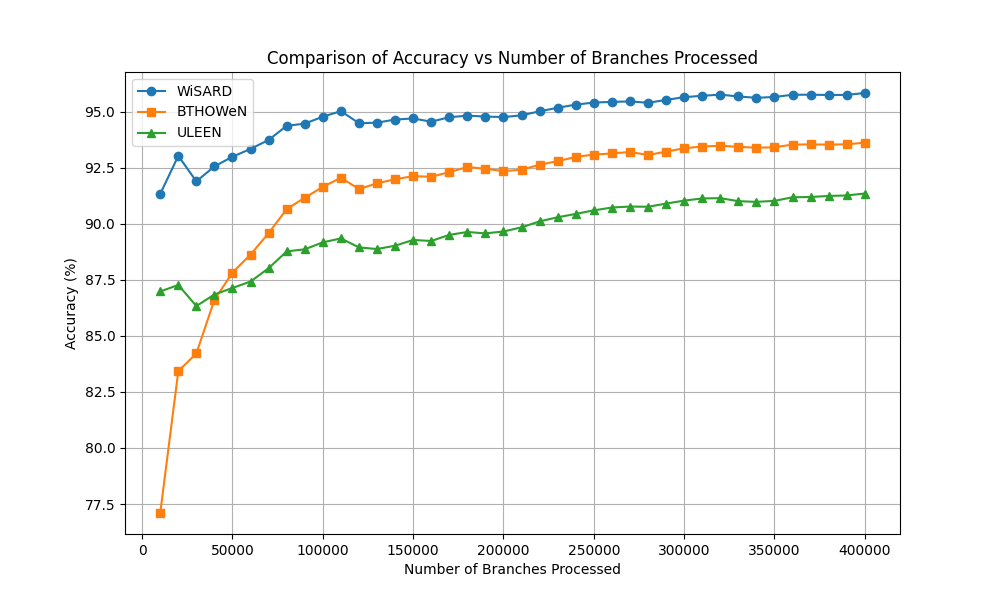 Comparison of Accuracy vs Number of Branches Processed
WiSARD
BTHOWeN
ULEEN
Accuracy (%)
95.0
92.5
90.0
87.5
85.0
82.5
80.0
77.5
0 50000 100000 150000 200000 250000 300000 350000 400000
Number of Branches Processed